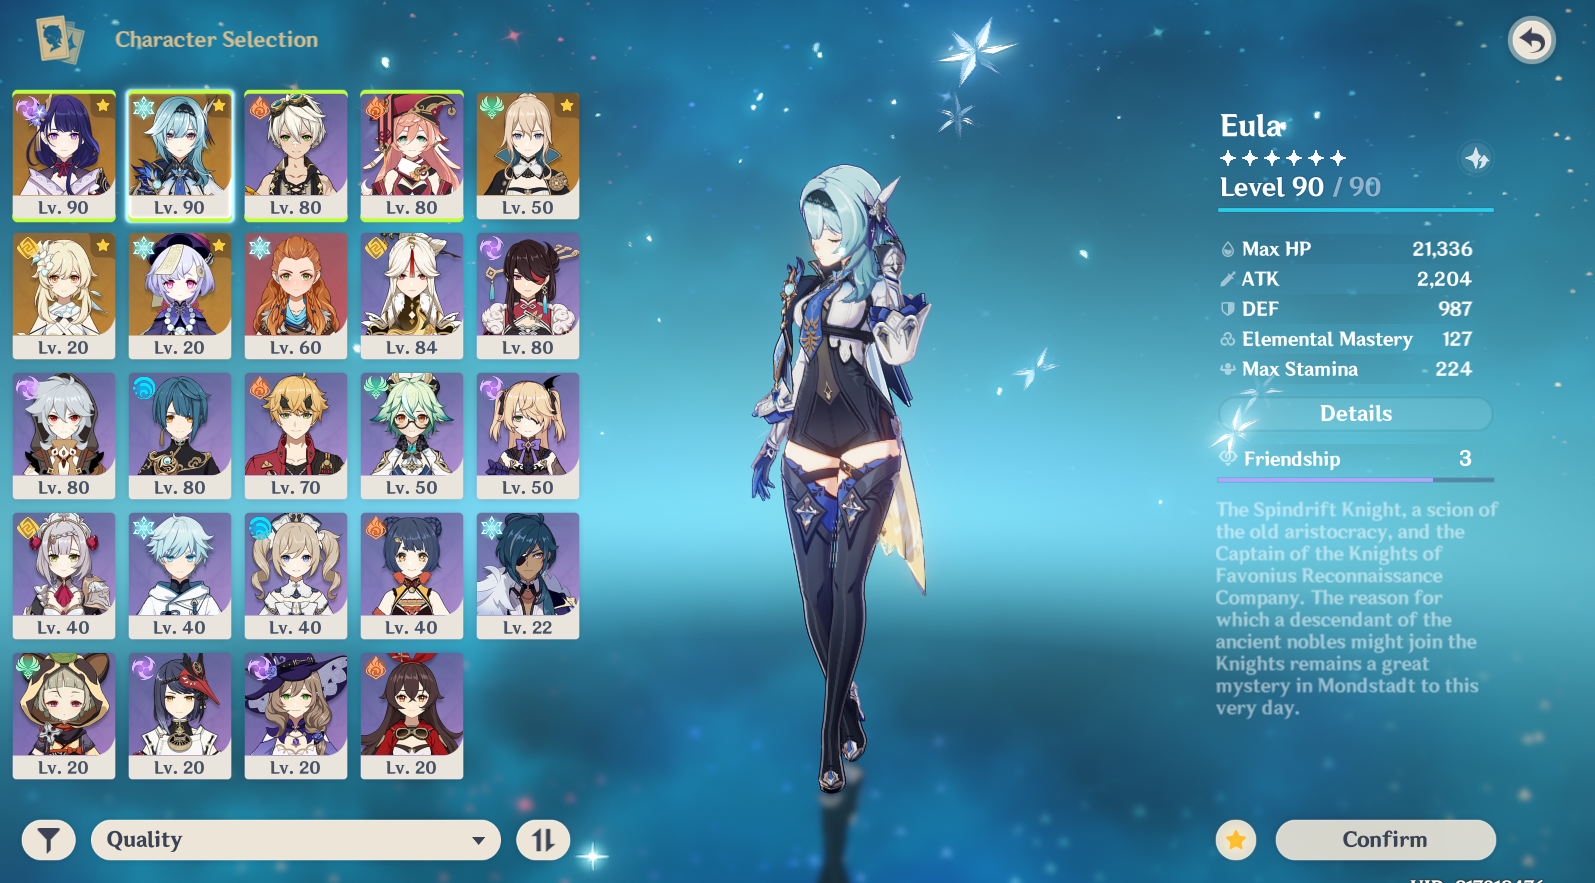 Character Selection
Lv. 90
Lv. 90
Lv. 80
Lv. 80
Lv. 50
Lv. 20
Lv. 20
Lv. 60
Lv. 84
Lv. 80
Lv. 80
Lv. 80
Lv. 70
Lv. 50
Lv. 50
Lv. 40
Lv. 40
Lv. 40
Lv. 40
Lv. 22
Lv. 20
Lv. 20
Lv. 20
Lv. 20
Quality
Eula
Level 90 / 90
Max HP 21,336
ATK 2,204
DEF 987
Elemental Mastery 127
Max Stamina 224
Details
Friendship 3
The Spindrift Knight, a scion of
the old aristocracy, and the
Captain of the Knights of
Favonius Reconnaissance
Company. The reason for
which a descendant of the
ancient nobles might join the
Knights remains a great
mystery in Mondstadt to this
very day.
Confirm